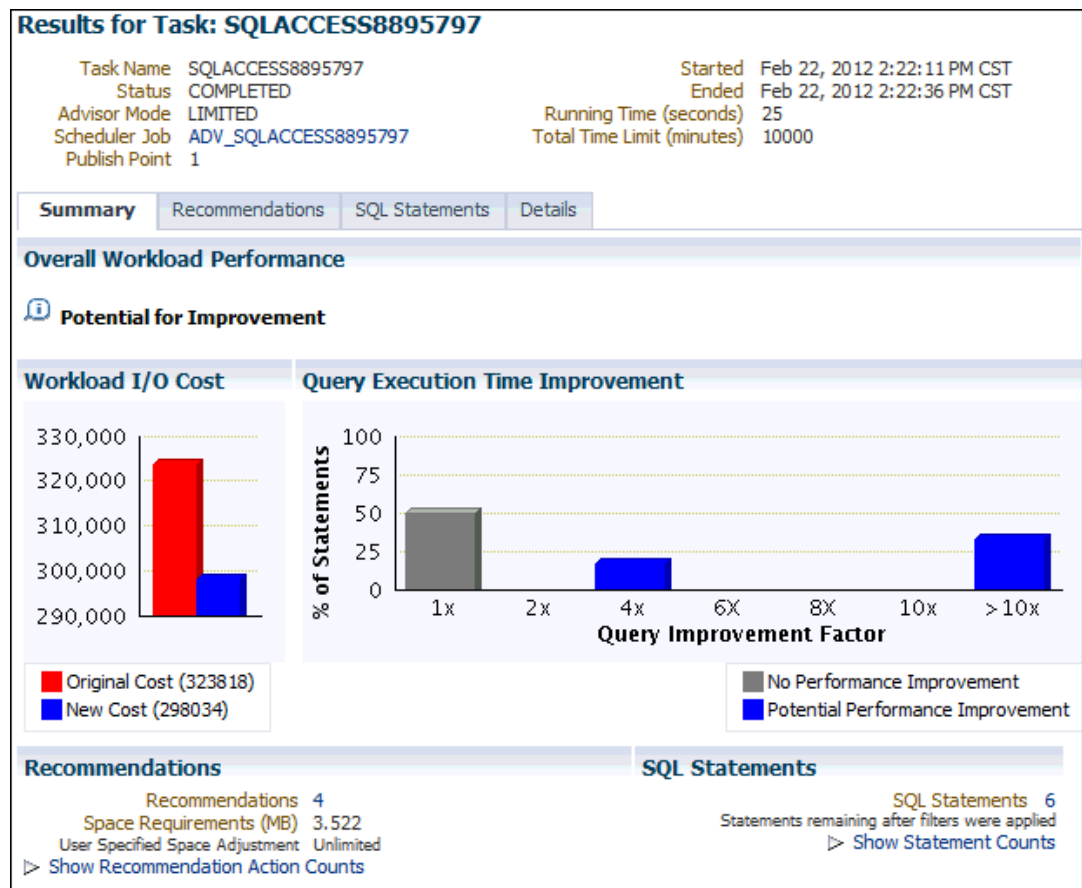 Results for Task: SQLACCESS8895797
Task Name SQLACCESS8895797
Status COMPLETED
Advisor Mode LIMITED
Scheduler Job ADV_SQLACCESS8895797
Publish Point 1
Started Feb 22, 2012 2:22:11 PM CST
Ended Feb 22, 2012 2:22:36 PM CST
Running Time (seconds) 25
Total Time Limit (minutes) 10000
Summary Recommendations SQL Statements Details
Overall Workload Performance
Potential for Improvement
Workload I/O Cost
330,000
320,000
310,000
300,000
290,000
Original Cost (323818)
New Cost (298034)
Query Execution Time Improvement
% of Statements
100
75
50
25
0
1x 2x 4x 6X 8X 10x >10x
Query Improvement Factor
No Performance Improvement
Potential Performance Improvement
Recommendations
Recommendations 4
Space Requirements (MB) 3.522
User Specified Space Adjustment Unlimited
Show Recommendation Action Counts
SQL Statements
SQL Statements 6
Statements remaining after filters were applied
Show Statement Counts